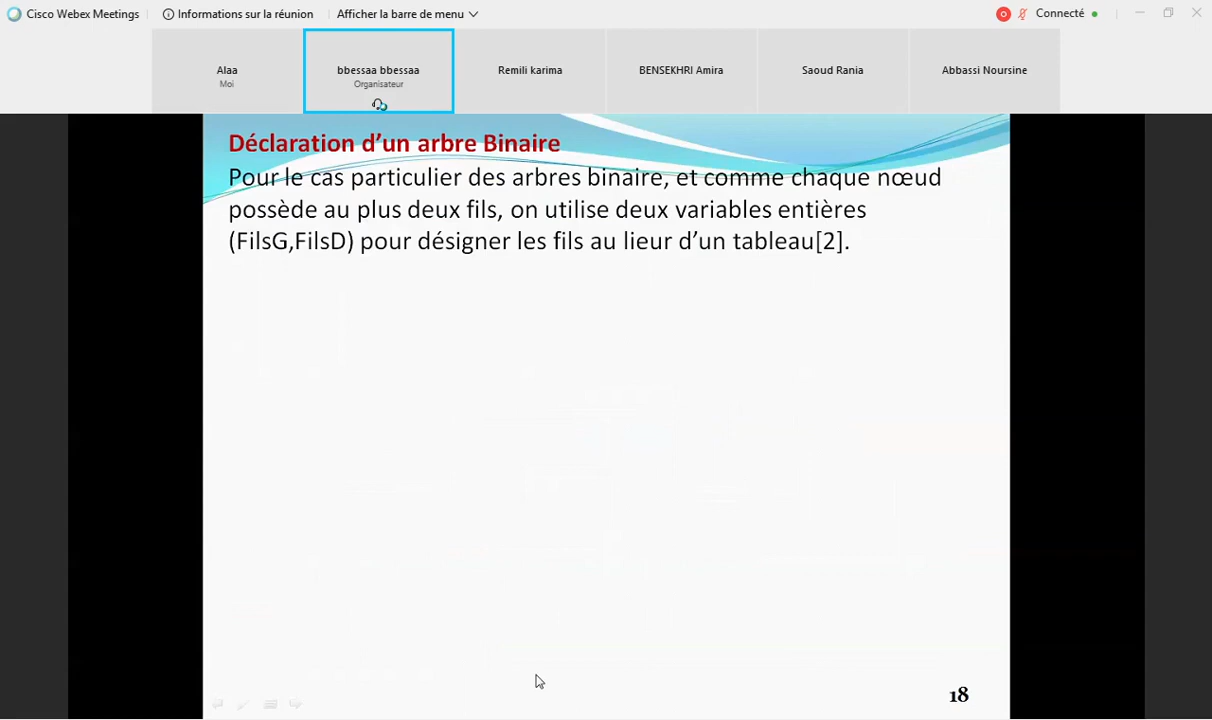 Cisco Webex Meetings
Informations sur la réunion
Afficher la barre de menu
Connecté
Alaa
Moi
bbessaa bbessaa
Organisateur
Remili karima
BENSEKHRI Amira
Saoud Rania
Abbassi Noursine
Déclaration d’un arbre Binaire
Pour le cas particulier des arbres binaire, et comme chaque nœud
possède au plus deux fils, on utilise deux variables entières
(FilsG,FilsD) pour désigner les fils au lieur d’un tableau[2].
18